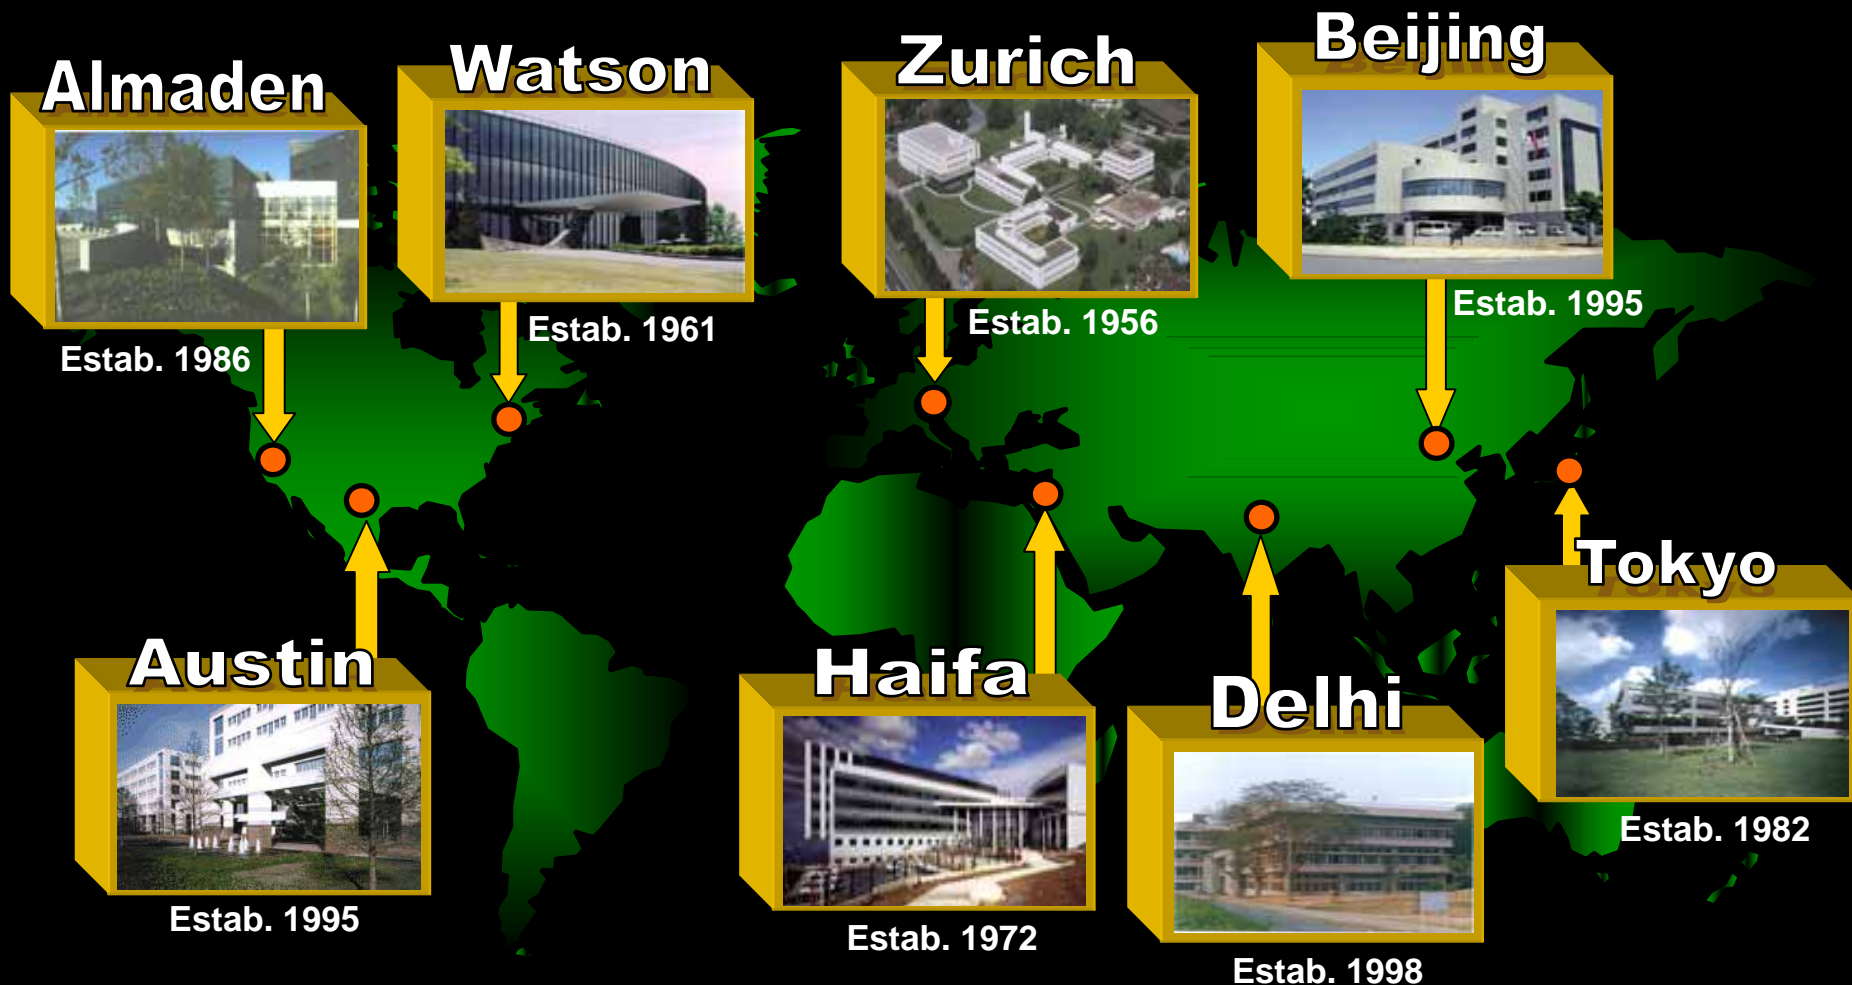 Almaden
Estab. 1986
Watson
Estab. 1961
Zurich
Estab. 1956
Beijing
Estab. 1995
Austin
Estab. 1995
Haifa
Estab. 1972
Delhi
Estab. 1998
Tokyo
Estab. 1982